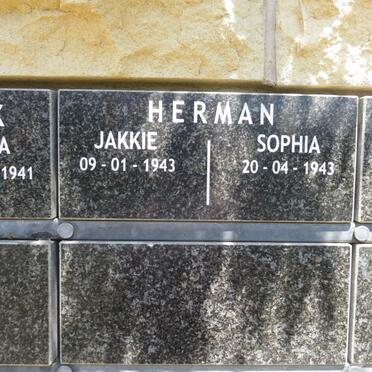 HERMAN
JAKKIE SOPHIA
09 - 01 - 1943 20 - 04 - 1943
K
A
1941